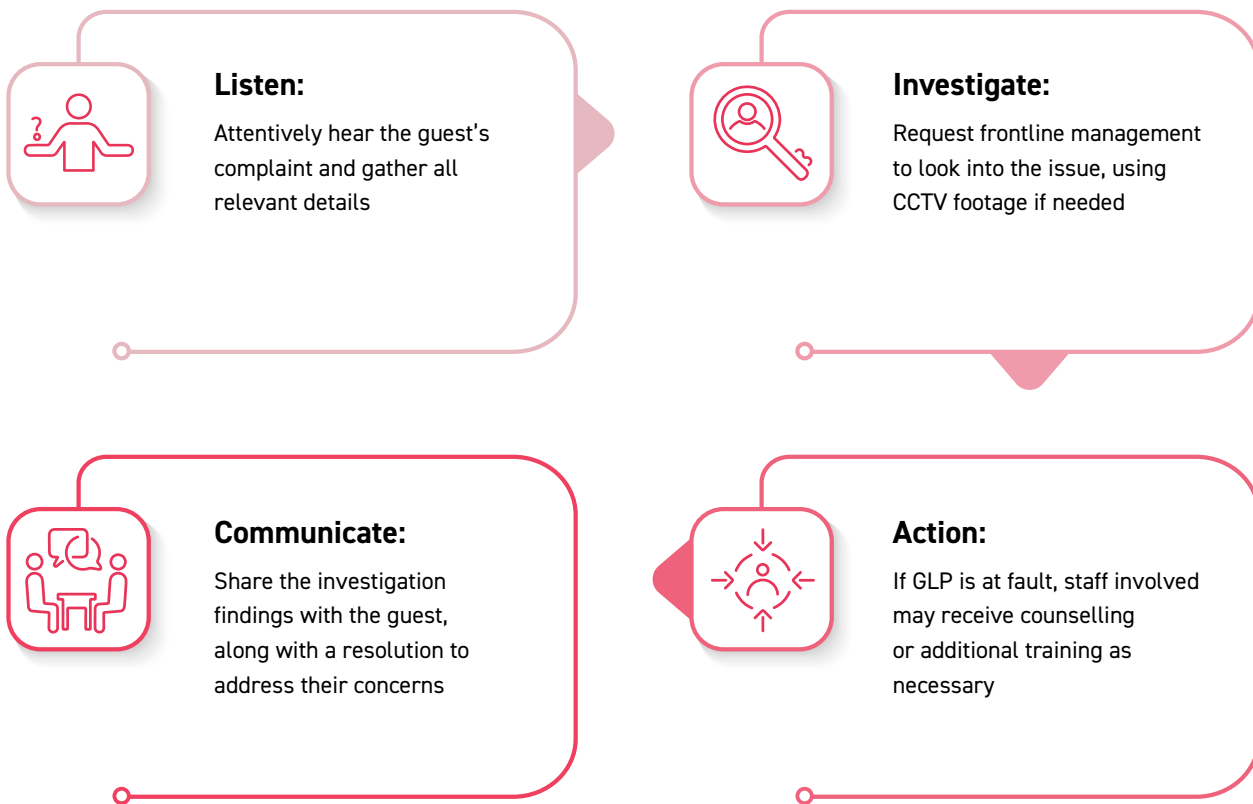 Listen:
Attentively hear the guest’s
complaint and gather all
relevant details
Investigate:
Request frontline management
to look into the issue, using
CCTV footage if needed
Action:
If GLP is at fault, staff involved
may receive counselling
or additional training as
necessary
Communicate:
Share the investigation
findings with the guest,
along with a resolution to
address their concerns